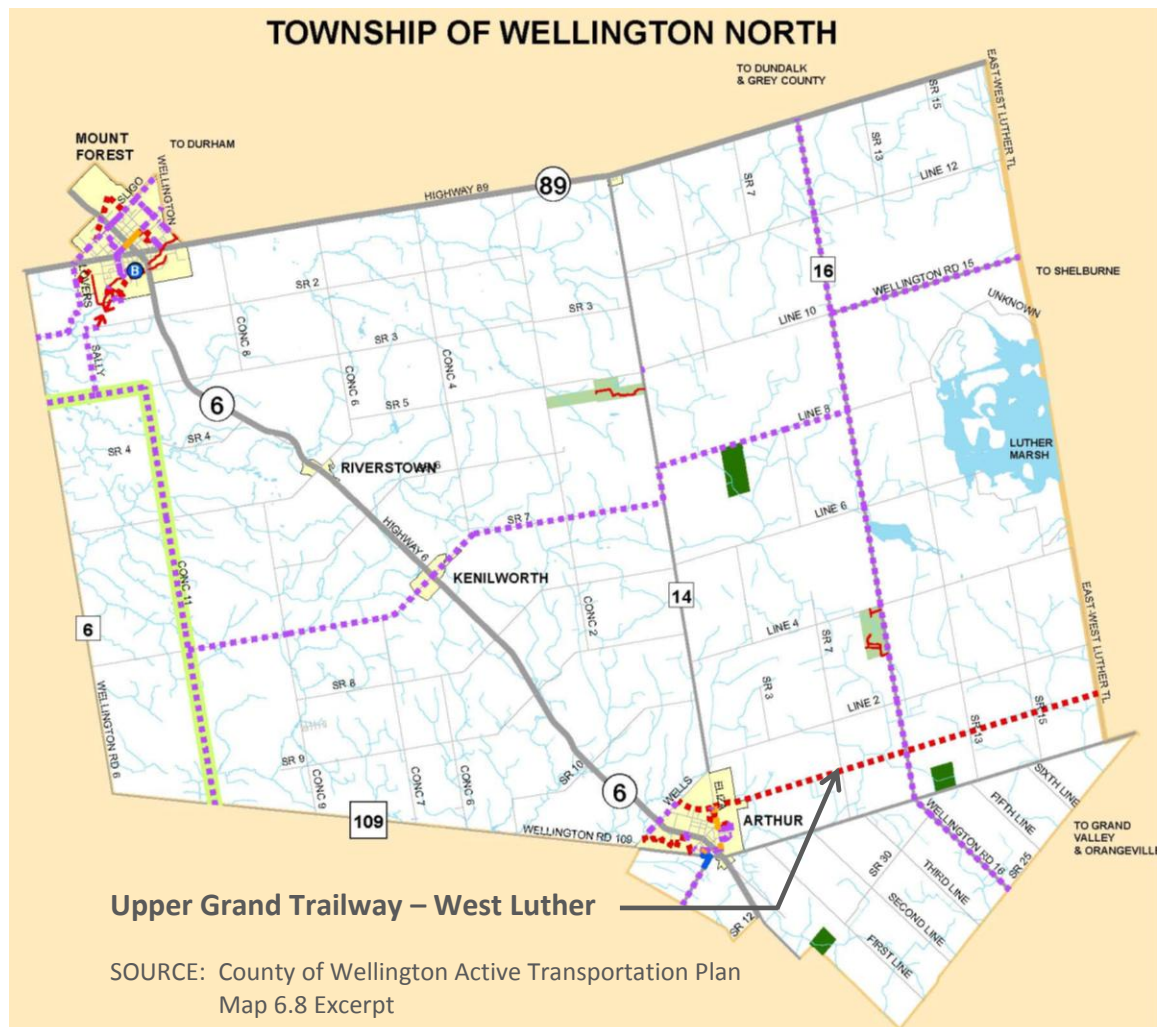 TOWNSHIP OF WELLINGTON NORTH
TO DUNDALK
& GREY COUNTY
EAST-WEST LUTHER TL
SR 15
SR 13
MOUNT
FOREST
TO DURHAM
WELLINGTON
SLIGO
LINE 12
SR 7
HIGHWAY 89
89
16
WELLINGTON RD 15
TO SHELBURNE
B
LOVERS
SR 2
UNKNOWN
SR 3
LINE 10
CONC 8
SR 3
CONC 4
SALLY
CONC 6
6
SR 5
LINE 8
SR 4
SR 4
LUTHER
MARSH
RIVERSTOWN
SR 7
LINE 6
HIGHWAY 6
KENILWORTH
CONC 11
14
CONC 2
EAST-WEST LUTHER TL
6
LINE 4
SR 7
SR 8
SR 3
LINE 2
WELLINGTON RD 6
SR 15
SR 13
SR 9
SR 10
CONC 9
CONC 7
CONC 6
6
WELLS
SIXTH LINE
109
ARTHUR
FIFTH LINE
WELLINGTON RD 109
WELLINGTON RD 16
TO GRAND
VALLEY
& ORANGEVILLE
SR 30
THIRD LINE
SR 25
Upper Grand Trailway – West Luther
SECOND LINE
SR 12
FIRST LINE
SOURCE: County of Wellington Active Transportation Plan
Map 6.8 Excerpt